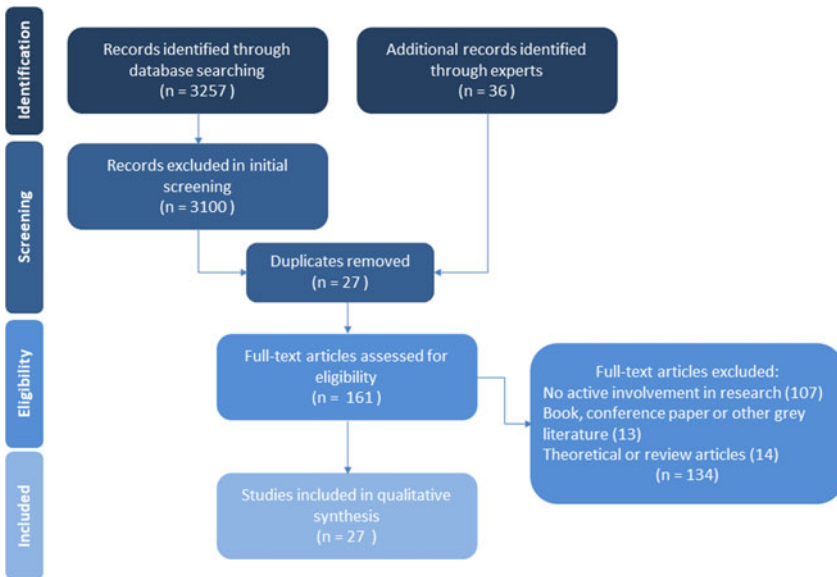 Identification
Records identified through
database searching
(n = 3257 )
Additional records identified
through experts
(n = 36 )
Screening
Records excluded in initial
screening
(n = 3100 )
Duplicates removed
(n = 27 )
Eligibility
Full-text articles assessed for
eligibility
(n =  161 )
Full-text articles excluded:
No active involvement in research (107)
Book, conference paper or other grey
literature (13)
Theoretical or review articles (14)
(n = 134)
Included
Studies included in qualitative
synthesis
(n = 27 )